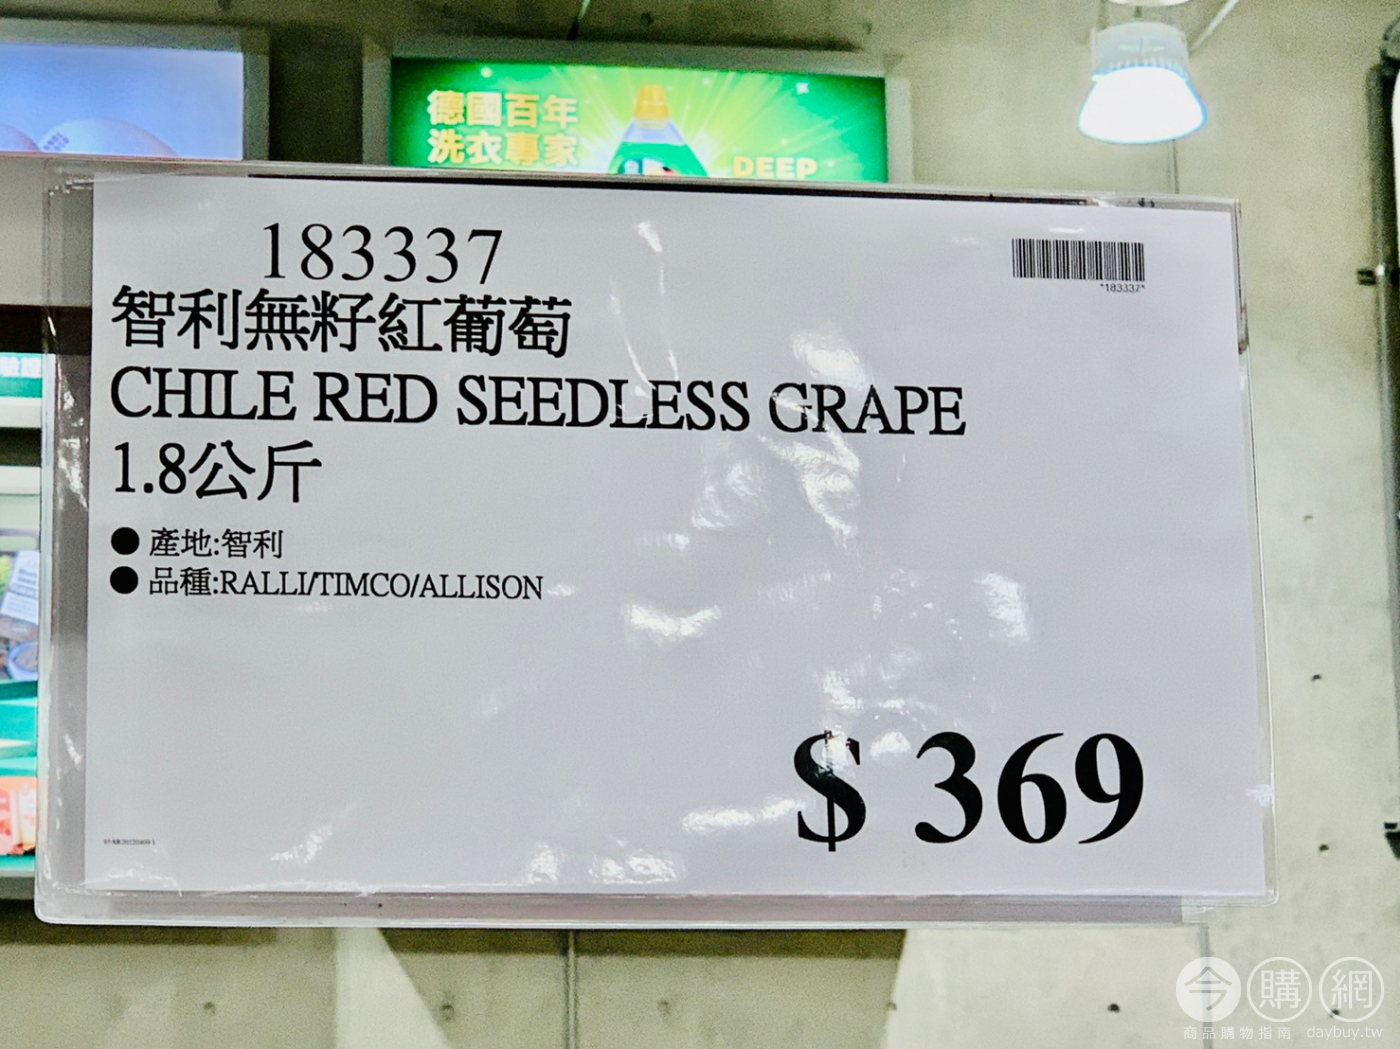 德國百年
洗衣專家
DEEP
183337
*183337*
智利無籽紅葡萄
CHILE RED SEEDLESS GRAPE
1.8公斤
● 產地:智利
● 品種:RALLI/TIMCO/ALLISON
$ 369
今購網
商品購物指南 daybuy.tw